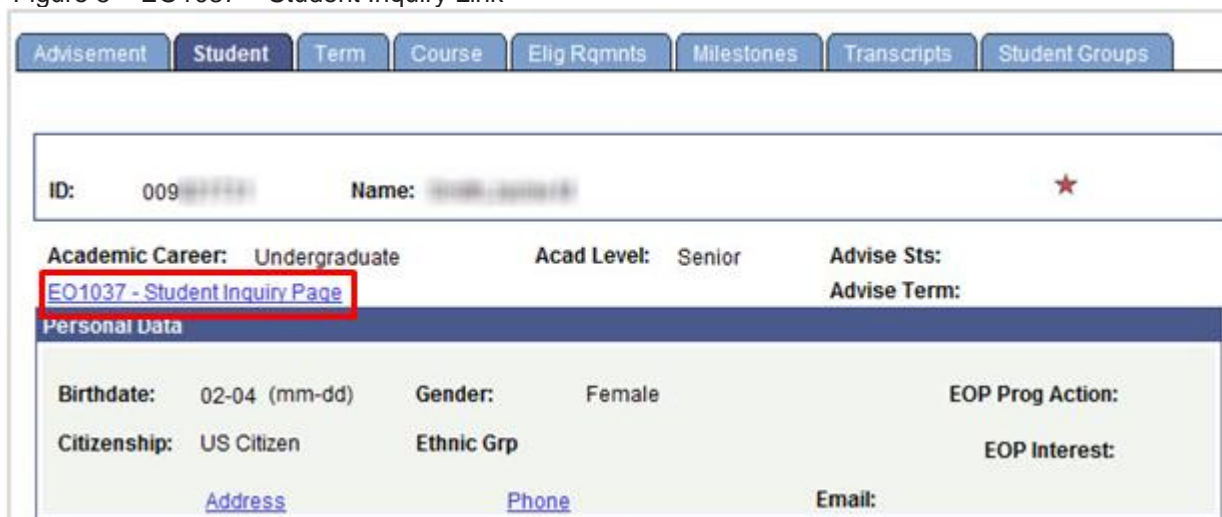 Figure 3 – EO1037 – Student Inquiry Link
Advisement Student Term Course Elig Rqmnts Milestones Transcripts Student Groups
ID: 009 Name:
Academic Career: Undergraduate Acad Level: Senior Advise Sts:
EO1037 - Student Inquiry Page Advise Term:
Personal Data
Birthdate: 02-04 (mm-dd) Gender: Female EOP Prog Action:
Citizenship: US Citizen Ethnic Grp EOP Interest:
Address Phone Email: